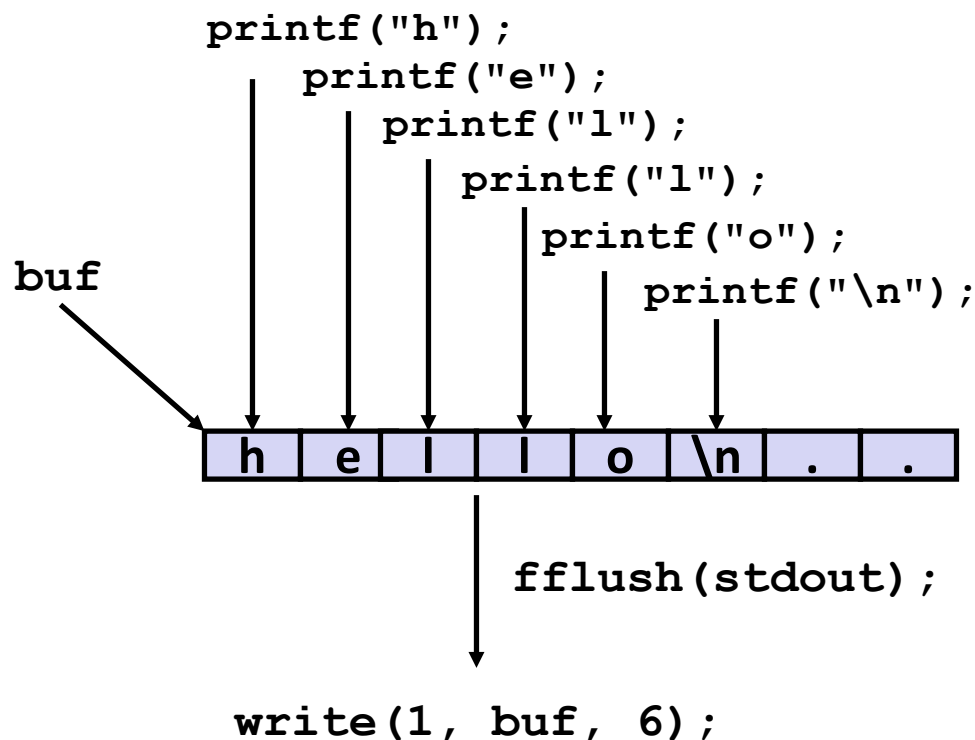 printf("h");
printf("e");
printf("l");
printf("l");
printf("o");
buf
printf("\n");
h e l l o \n . .
fflush(stdout);
write(1, buf, 6);